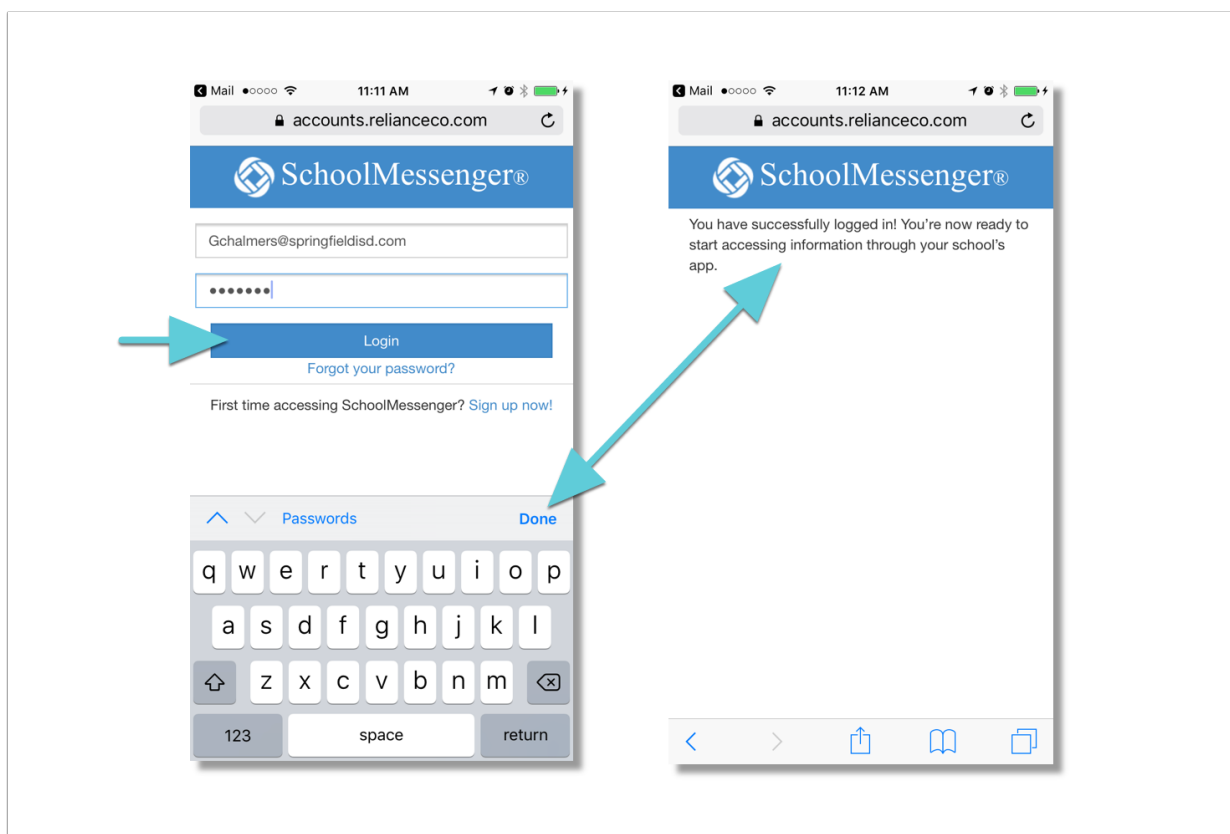 Mail
11:11 AM
accounts.relianceco.com
SchoolMessenger®
Gchalmers@springfieldisd.com
Login
Forgot your password?
First time accessing SchoolMessenger? Sign up now!
Passwords
Done
q w e r t y u i o p
a s d f g h j k l
z x c v b n m
123 space return
Mail
11:12 AM
accounts.relianceco.com
SchoolMessenger®
You have successfully logged in! You’re now ready to
start accessing information through your school’s
app.